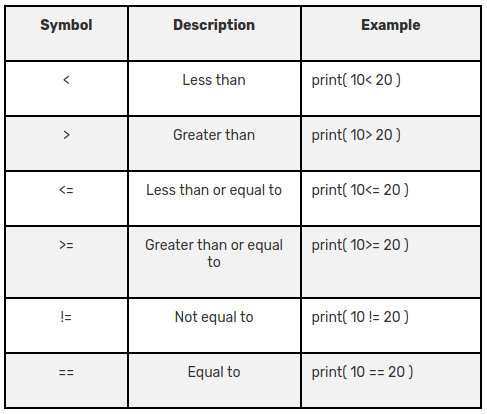 Symbol Description Example
< Less than print( 10< 20 )
> Greater than print( 10> 20 )
<= Less than or equal to print( 10<= 20 )
>= Greater than or equal print( 10>= 20 )
to
!= Not equal to print( 10 != 20 )
== Equal to print( 10 == 20 )